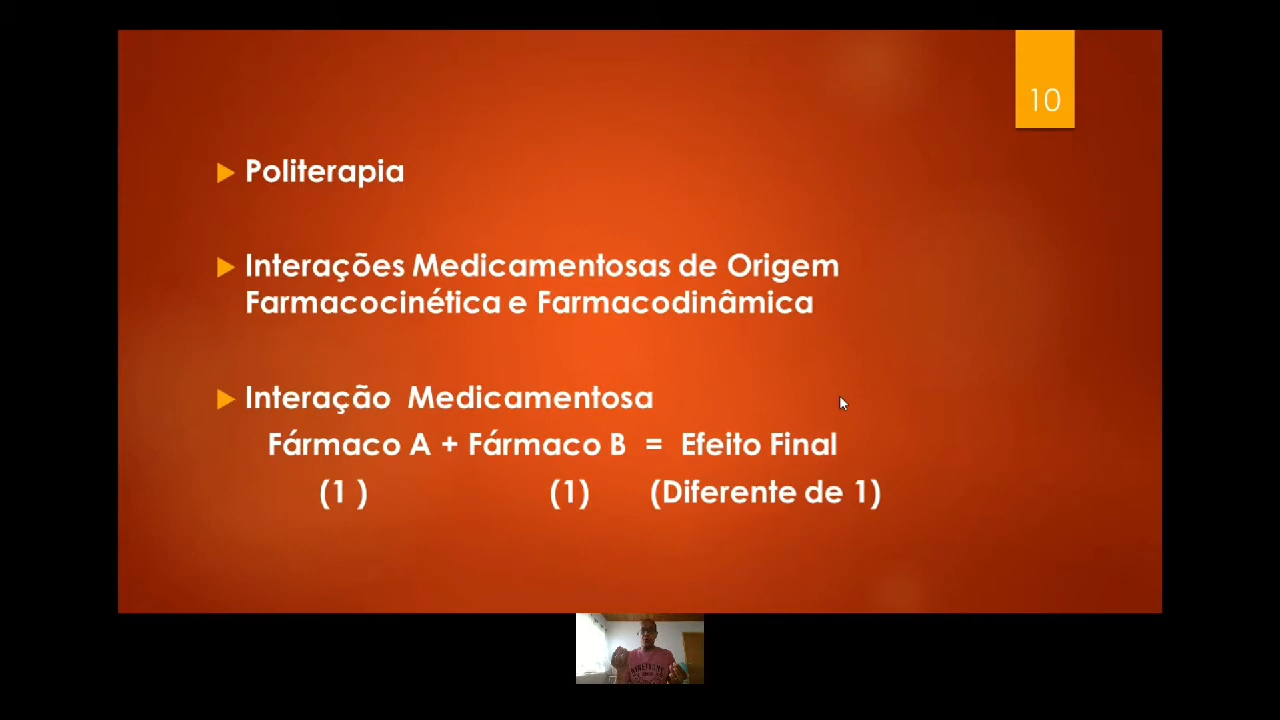 10
Politerapia
Interações Medicamentosas de Origem
Farmacocinética e Farmacodinâmica
Interação Medicamentosa
Fármaco A + Fármaco B = Efeito Final
(1 ) (1) (Diferente de 1)